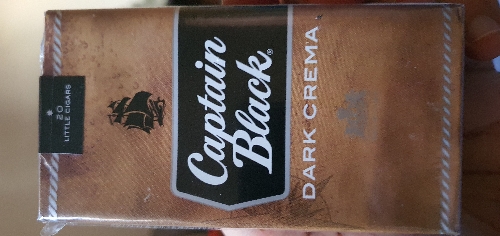 20
LITTLE CIGARS
Captain
Black®
DARK CREMA